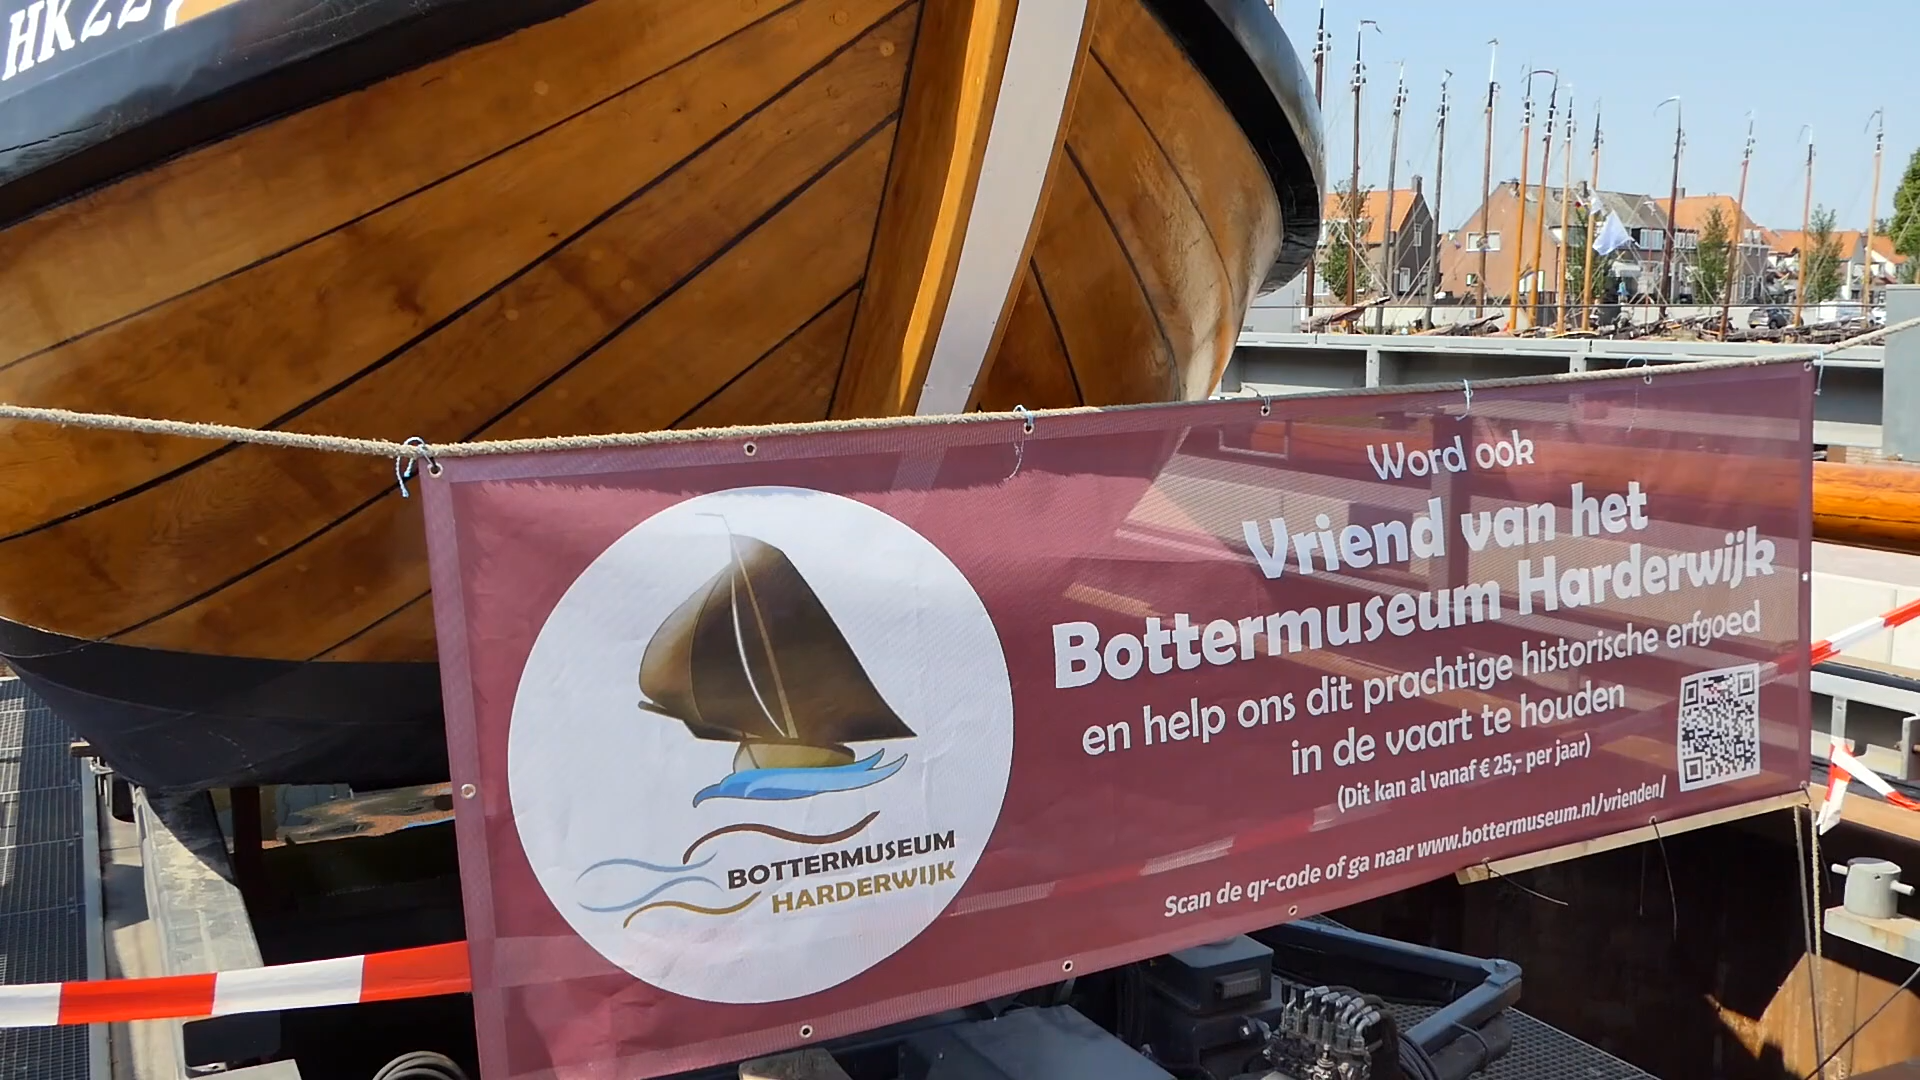 HK227
Word ook
Vriend van het
Bottermuseum Harderwijk
en help ons dit prachtige historische erfgoed
in de vaart te houden
(Dit kan al vanaf € 25,- per jaar)
Scan de qr-code of ga naar www.bottermuseum.nl/vrienden/
BOTTERMUSEUM
HARDERWIJK